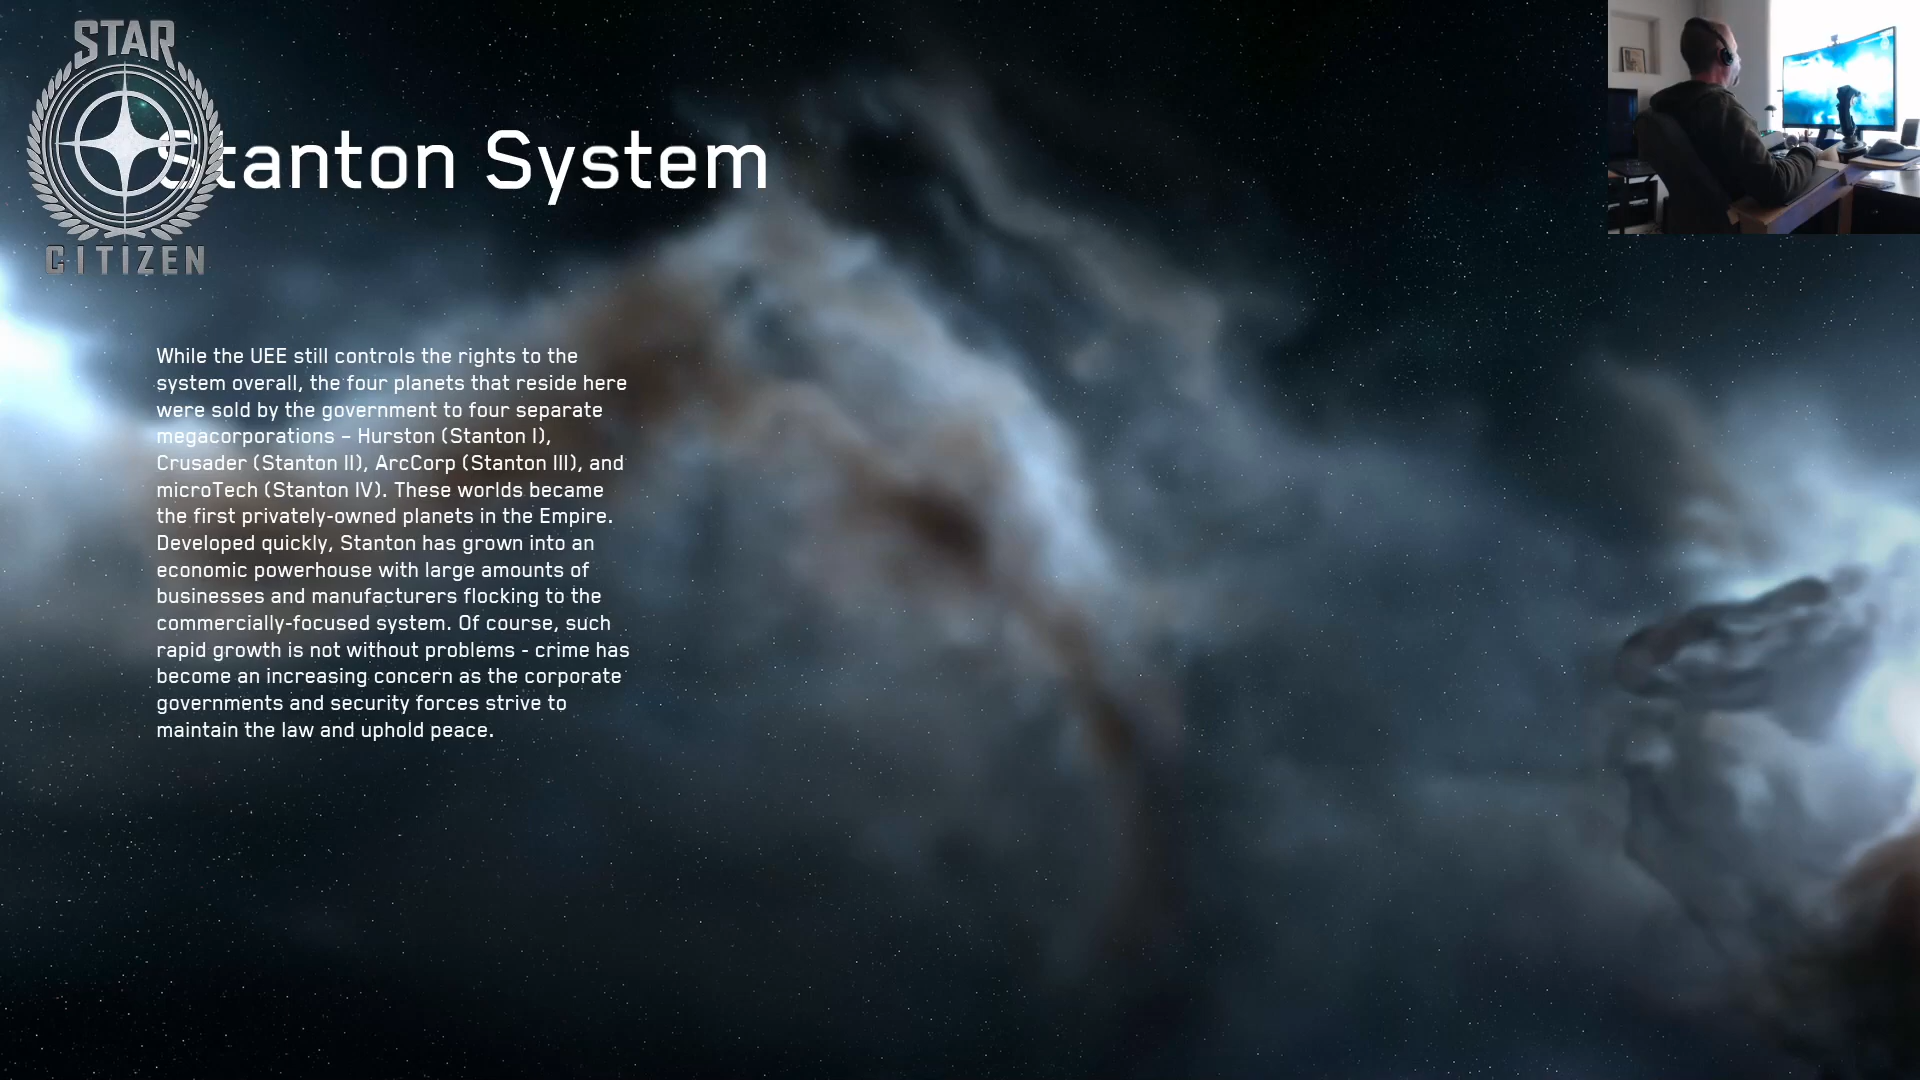 STAR
CITIZEN
Stanton System
While the UEE still controls the rights to the
system overall, the four planets that reside here
were sold by the government to four separate
megacorporations – Hurston (Stanton I),
Crusader (Stanton II), ArcCorp (Stanton III), and
microTech (Stanton IV). These worlds became
the first privately-owned planets in the Empire.
Developed quickly, Stanton has grown into an
economic powerhouse with large amounts of
businesses and manufacturers flocking to the
commercially-focused system. Of course, such
rapid growth is not without problems - crime has
become an increasing concern as the corporate
governments and security forces strive to
maintain the law and uphold peace.